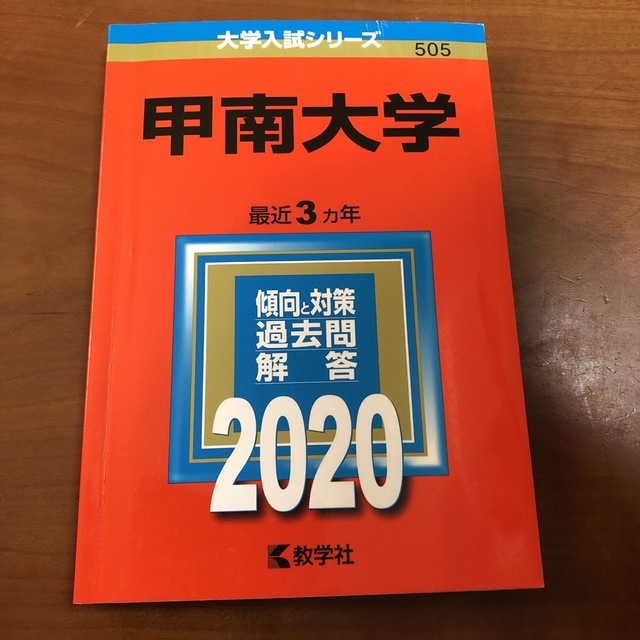 大学入試シリーズ
505
甲南大学
最近3ヵ年
傾向と対策
過去問
解答
2020
教学社